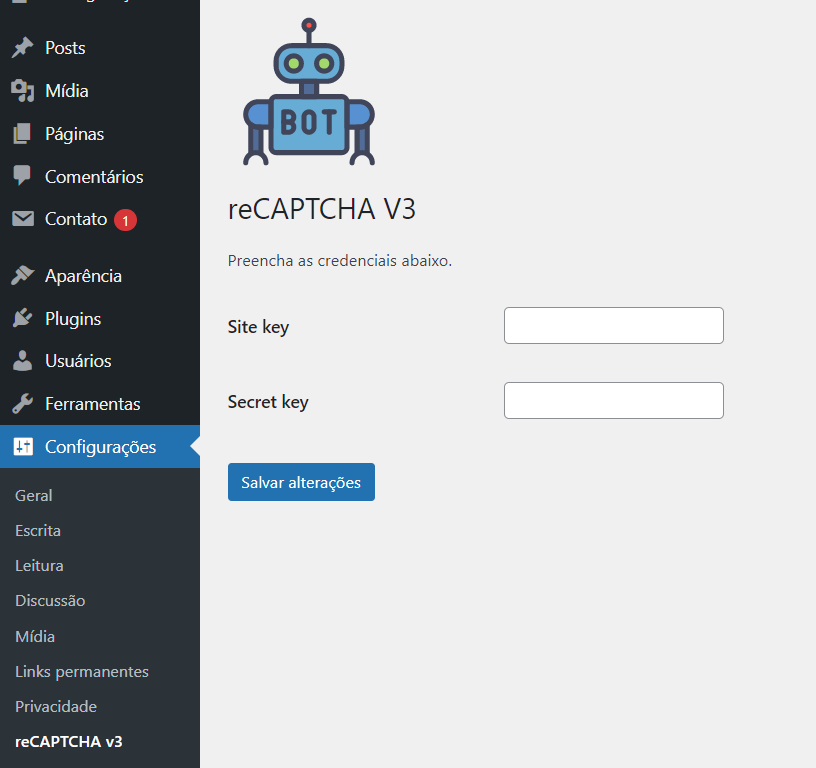 Posts
Mídia
Páginas
Comentários
Contato 1
Aparência
Plugins
Usuários
Ferramentas
Configurações
Geral
Escrita
Leitura
Discussão
Mídia
Links permanentes
Privacidade
reCAPTCHA v3
BOT
reCAPTCHA V3
Preencha as credenciais abaixo.
Site key
Secret key
Salvar alterações